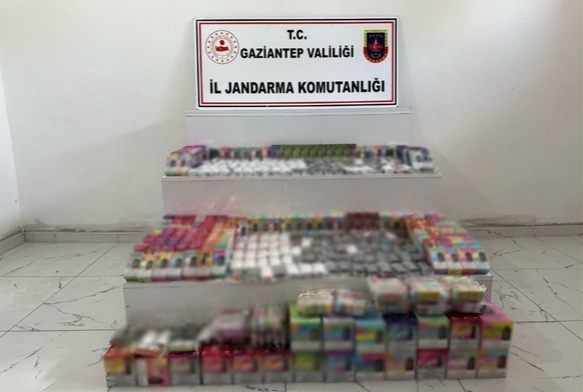 T.C.
GAZİANTEP VALİLİĞİ
İL JANDARMA KOMUTANLIĞI